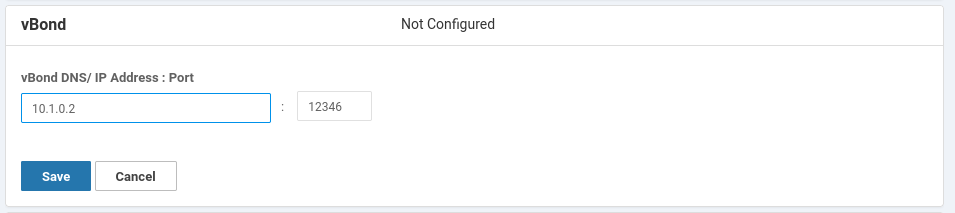 vBond Not Configured
vBond DNS/ IP Address : Port
10.1.0.2 : 12346
Save Cancel